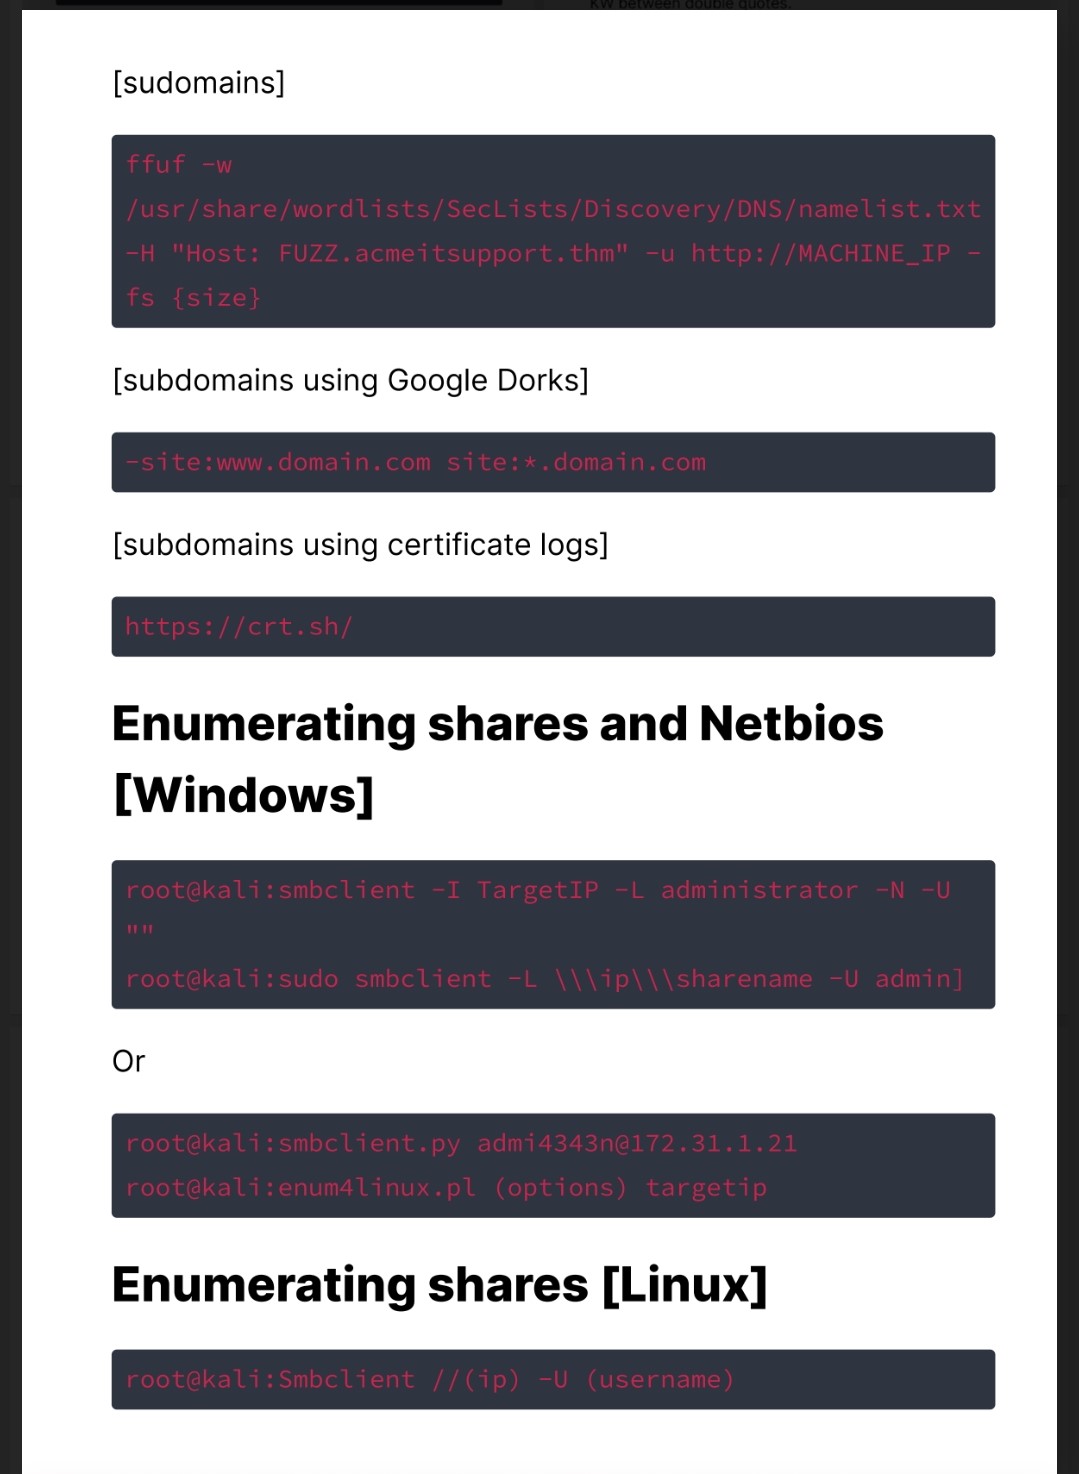 KW between double quotes.
[sudomains]
ffuf -w
/usr/share/wordlists/SecLists/Discovery/DNS/namelist.txt
-H "Host: FUZZ.acmeitsupport.thm" -u http://MACHINE_IP -
fs {size}
[subdomains using Google Dorks]
-site:www.domain.com site:*.domain.com
[subdomains using certificate logs]
https://crt.sh/
Enumerating shares and Netbios
[Windows]
root@kali:smbclient -I TargetIP -L administrator -N -U
""
root@kali:sudo smbclient -L \\\ip\\\sharename -U admin]
Or
root@kali:smbclient.py admi4343n@172.31.1.21
root@kali:enum4linux.pl (options) targetip
Enumerating shares [Linux]
root@kali:Smbclient //(ip) -U (username)